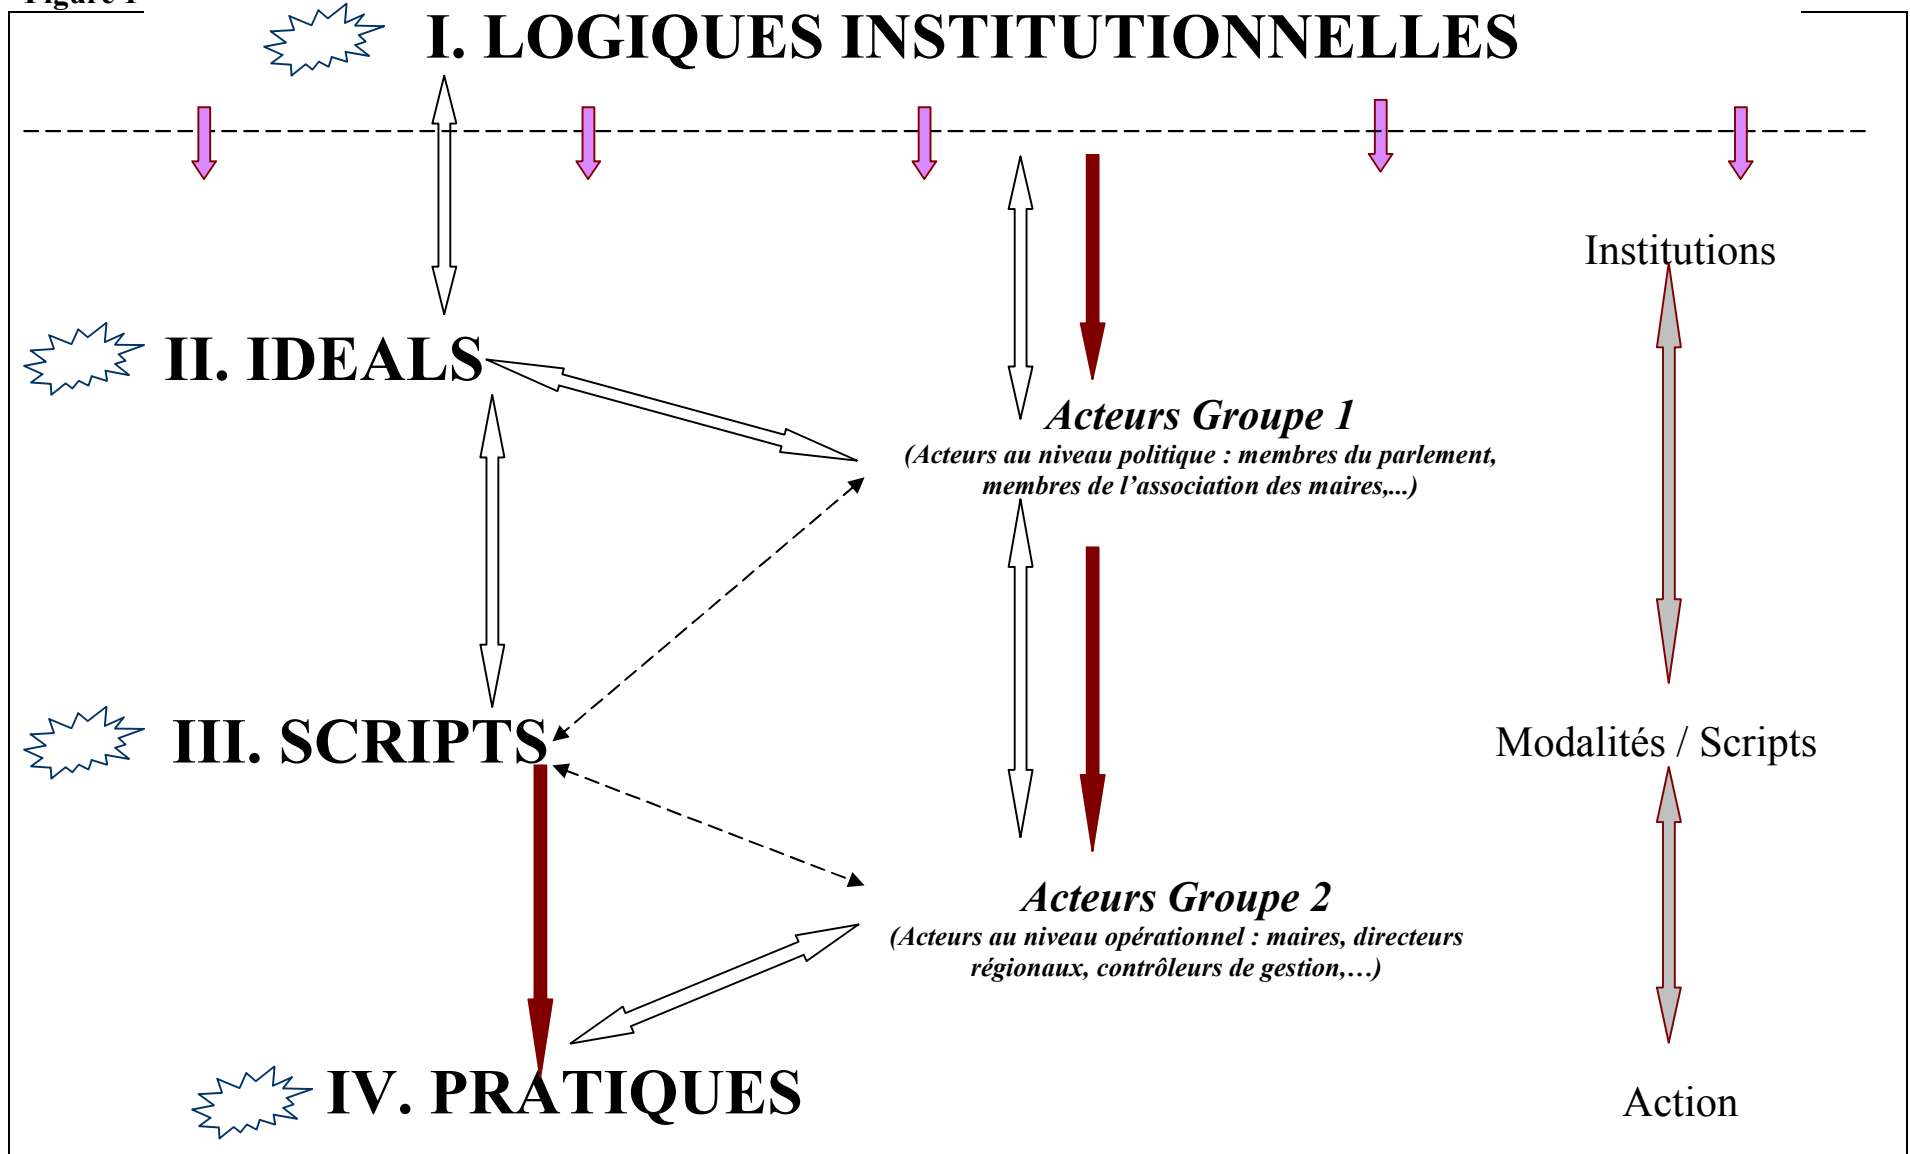 Figure 1
I. LOGIQUES INSTITUTIONNELLES
Institutions
II. IDEALS
Acteurs Groupe 1
(Acteurs au niveau politique : membres du parlement,
membres de l’association des maires,...)
III. SCRIPTS
Modalités / Scripts
Acteurs Groupe 2
(Acteurs au niveau opérationnel : maires, directeurs
régionaux, contrôleurs de gestion,…)
IV. PRATIQUES
Action